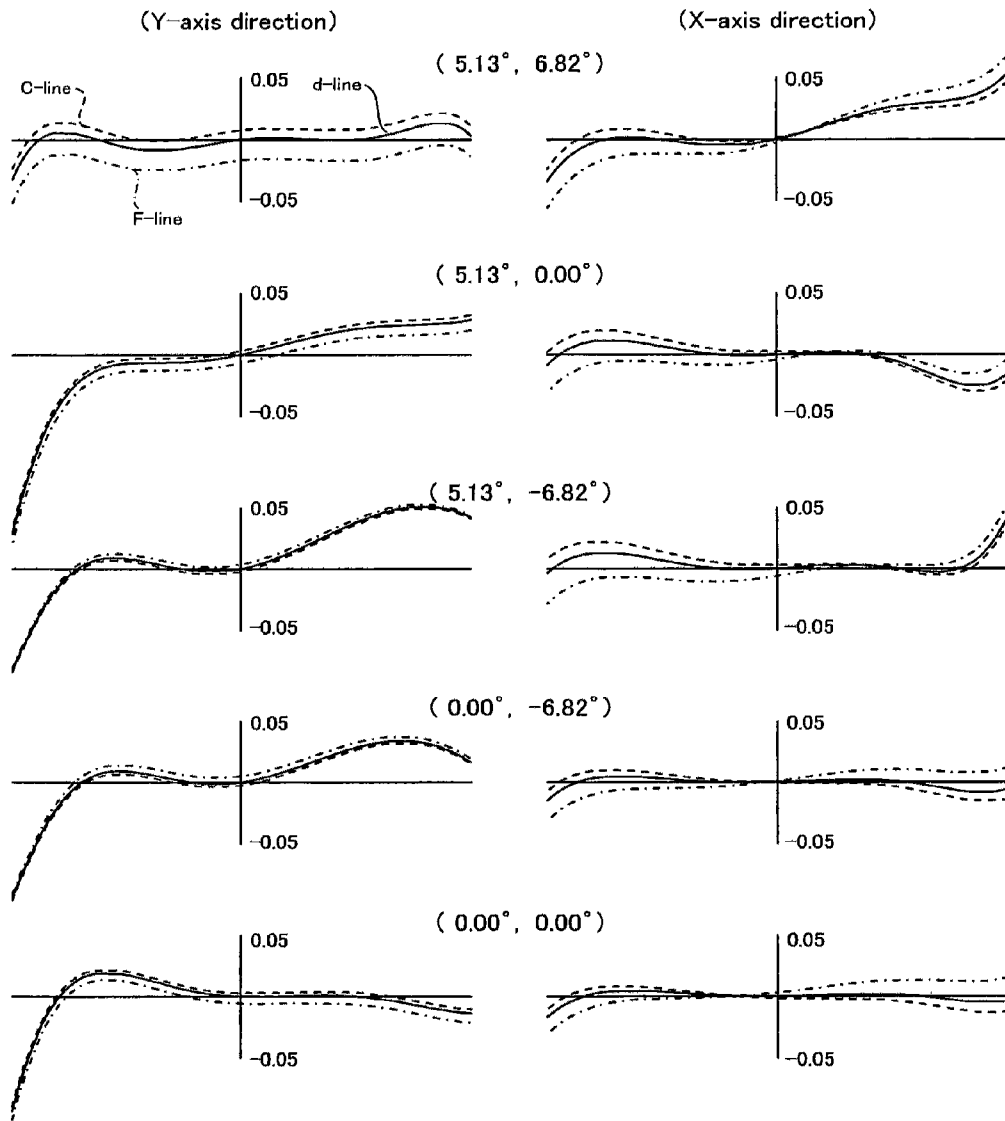 (Y-axis direction) (X-axis direction)
( 5.13°, 6.82°)
0.05 0.05
C-line d-line
-0.05 -0.05
F-line
( 5.13°, 0.00°)
0.05 0.05
-0.05 -0.05
( 5.13°, -6.82°)
0.05 0.05
-0.05 -0.05
( 0.00°, -6.82°)
0.05 0.05
-0.05 -0.05
( 0.00°, 0.00°)
0.05 0.05
-0.05 -0.05